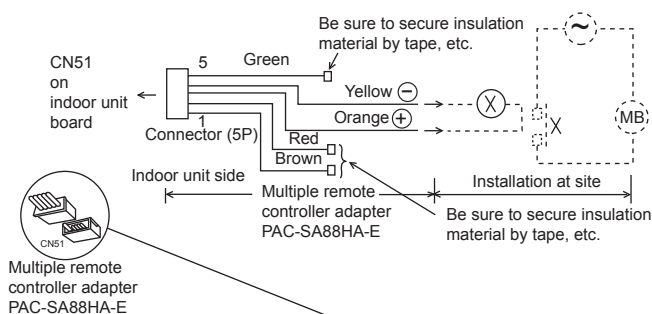 Be sure to secure insulation
material by tape, etc.
CN51
on
indoor unit
board
5
Green
Yellow ⊖
Orange ⊕
1
Connector (5P)
Red
Brown
X
X
~
MB
Indoor unit side
Multiple remote
controller adapter
PAC-SA88HA-E
Installation at site
Be sure to secure insulation
material by tape, etc.
CN51
Multiple remote
controller adapter
PAC-SA88HA-E